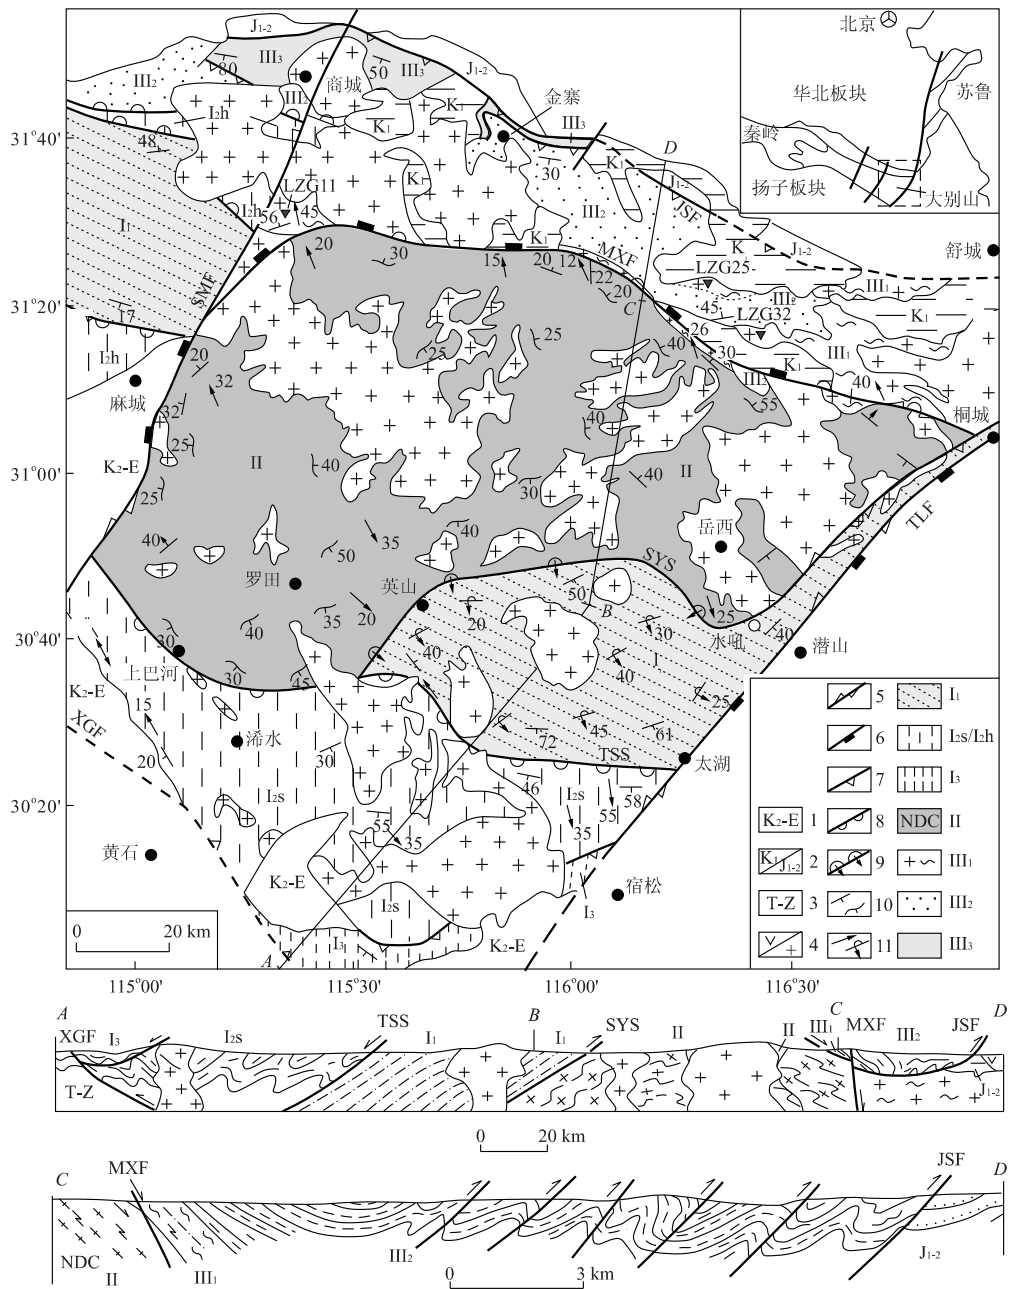 北京
华北板块
苏鲁
秦岭
扬子板块
大别山
J1-2
III3
III2
80
商城
50
III3
J1-2
I2h
III2
K1
K1
金寨
III3
31°40'
48
D
K1
30
J1-2
LZG11
K1
I2h
56
45
III2
JSF
I1
20
30
K1
MXF
15
20
12
22
20
C
K
J1-2
LZG25
舒城
31°20'
SMF
17
45
III2
III1
LZG32
K1
26
I2h
20
25
25
40
30
K1
III1
III2
麻城
32
32
55
40
桐城
K2-E
25
40
31°00'
II
40
II
40
25
30
TLF
岳西
40
50
35
40
SYS
罗田
英山
50
B
20
35
20
25
40
30
水吼
40
潜山
30°40'
30
40
40
I
上巴河
30
45
40
25
K2-E
15
XGF
浠水
72
45
61
TSS
太湖
20
30
46
I2s
58
30°20'
I2s
55
35
55
35
黄石
K2-E
宿松
I2s
I3
I3
K2-E
A
0 20 km
115°00' 115°30' 116°00' 116°30'
5 I1
6 I2s/I2h
7 I3
K2-E 1 8 NDC II
K1 J1-2 2 9 III1
T-Z 3 10 III2
4 11 III3
A B C D
XGF I3 I2s TSS I1 I1 SYS II II III1 MXF III2 JSF
T-Z J1-2
0 20 km
C MXF JSF D
NDC III2 J1-2
II III1
0 3 km